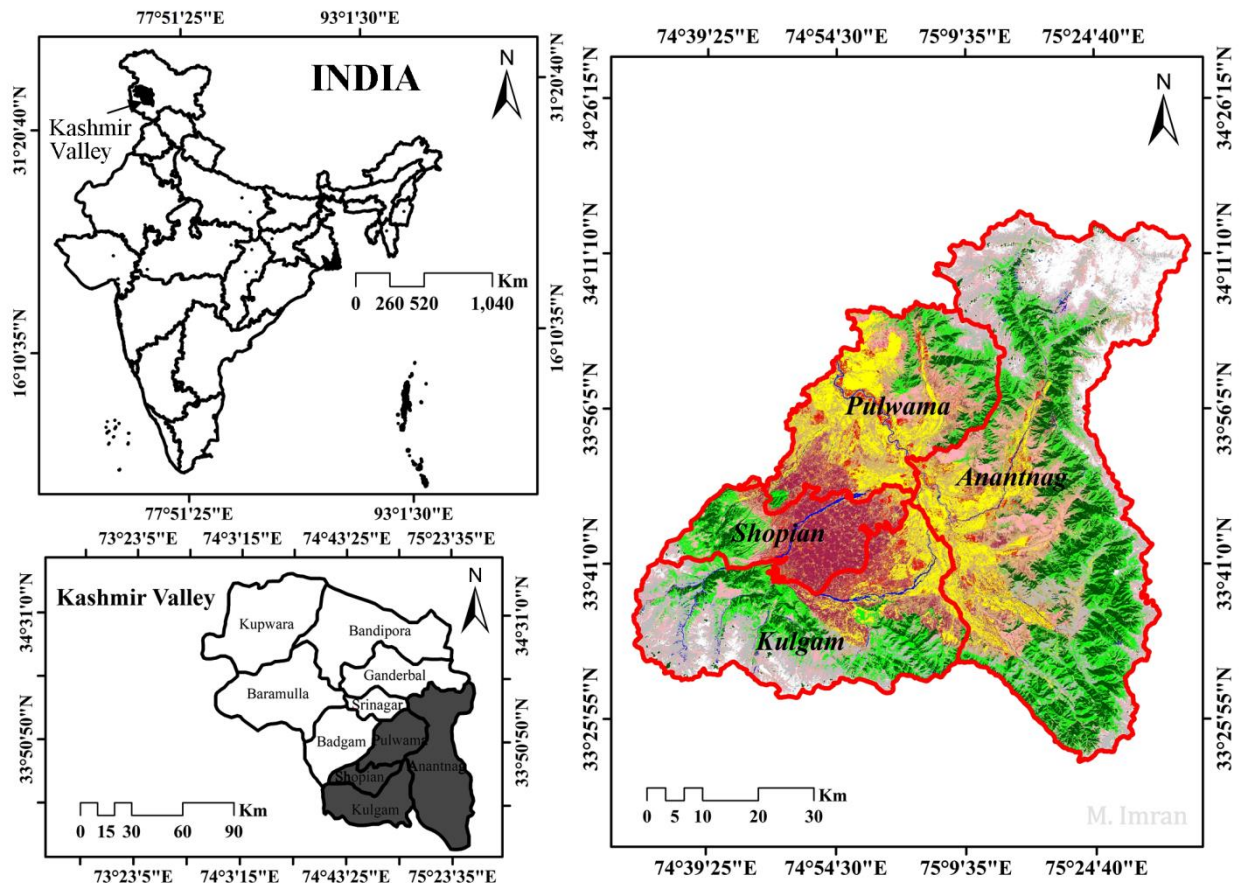 77°51'25"E 93°1'30"E
INDIA
N
Kashmir
Valley
31°20'40"N
31°20'40"N
16°10'35"N
16°10'35"N
Km
0 260 520 1,040
77°51'25"E 93°1'30"E
73°23'5"E 74°3'15"E 74°43'25"E 75°23'35"E
Kashmir Valley
N
34°31'0"N
34°31'0"N
33°50'50"N
33°50'50"N
Kupwara
Bandipora
Ganderbal
Baramulla
Srinagar
Badgam
Pulwama
Anantnag
Shopian
Kulgam
Km
0 15 30 60 90
73°23'5"E 74°3'15"E 74°43'25"E 75°23'35"E
74°39'25"E 74°54'30"E 75°9'35"E 75°24'40"E
N
34°26'15"N
34°26'15"N
34°11'10"N
34°11'10"N
33°56'5"N
33°56'5"N
33°41'0"N
33°41'0"N
33°25'55"N
33°25'55"N
Pulwama
Anantnag
Shopian
Kulgam
Km
0 5 10 20 30
M. Imran
74°39'25"E 74°54'30"E 75°9'35"E 75°24'40"E